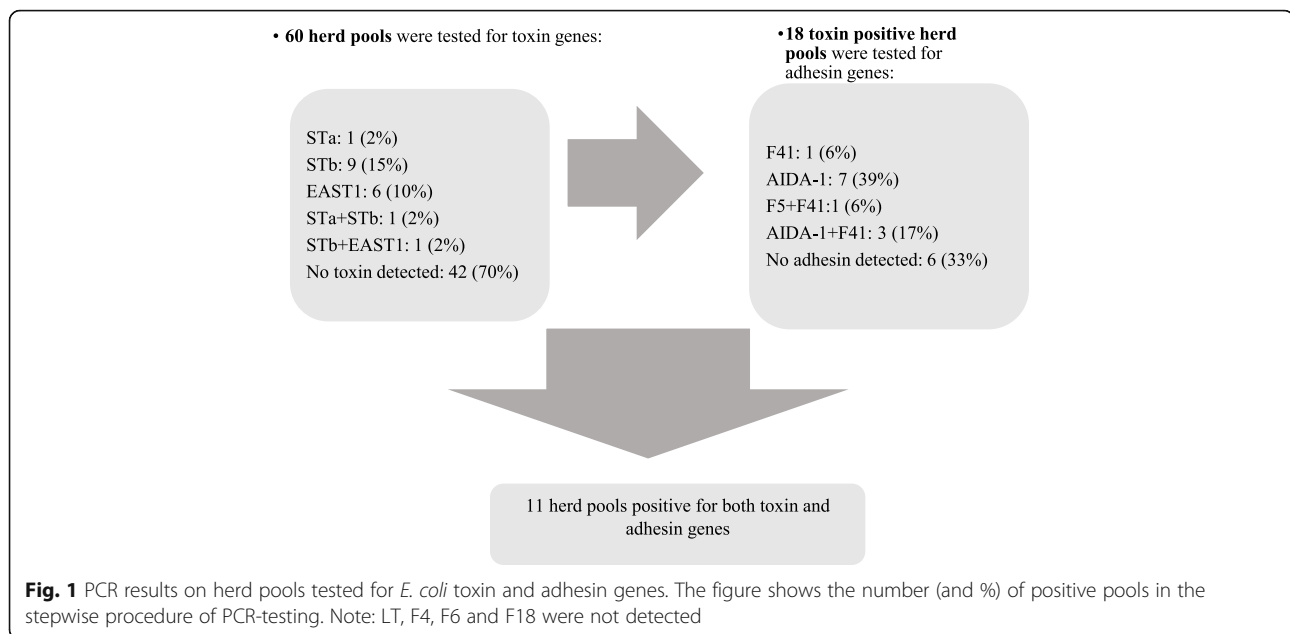 • 60 herd pools were tested for toxin genes:
STa: 1 (2%)
STb: 9 (15%)
EAST1: 6 (10%)
STa+STb: 1 (2%)
STb+EAST1: 1 (2%)
No toxin detected: 42 (70%)
•18 toxin positive herd
pools were tested for
adhesin genes:
F41: 1 (6%)
AIDA-1: 7 (39%)
F5+F41:1 (6%)
AIDA-1+F41: 3 (17%)
No adhesin detected: 6 (33%)
11 herd pools positive for both toxin and
adhesin genes
Fig. 1 PCR results on herd pools tested for E. coli toxin and adhesin genes. The figure shows the number (and %) of positive pools in the
stepwise procedure of PCR-testing. Note: LT, F4, F6 and F18 were not detected